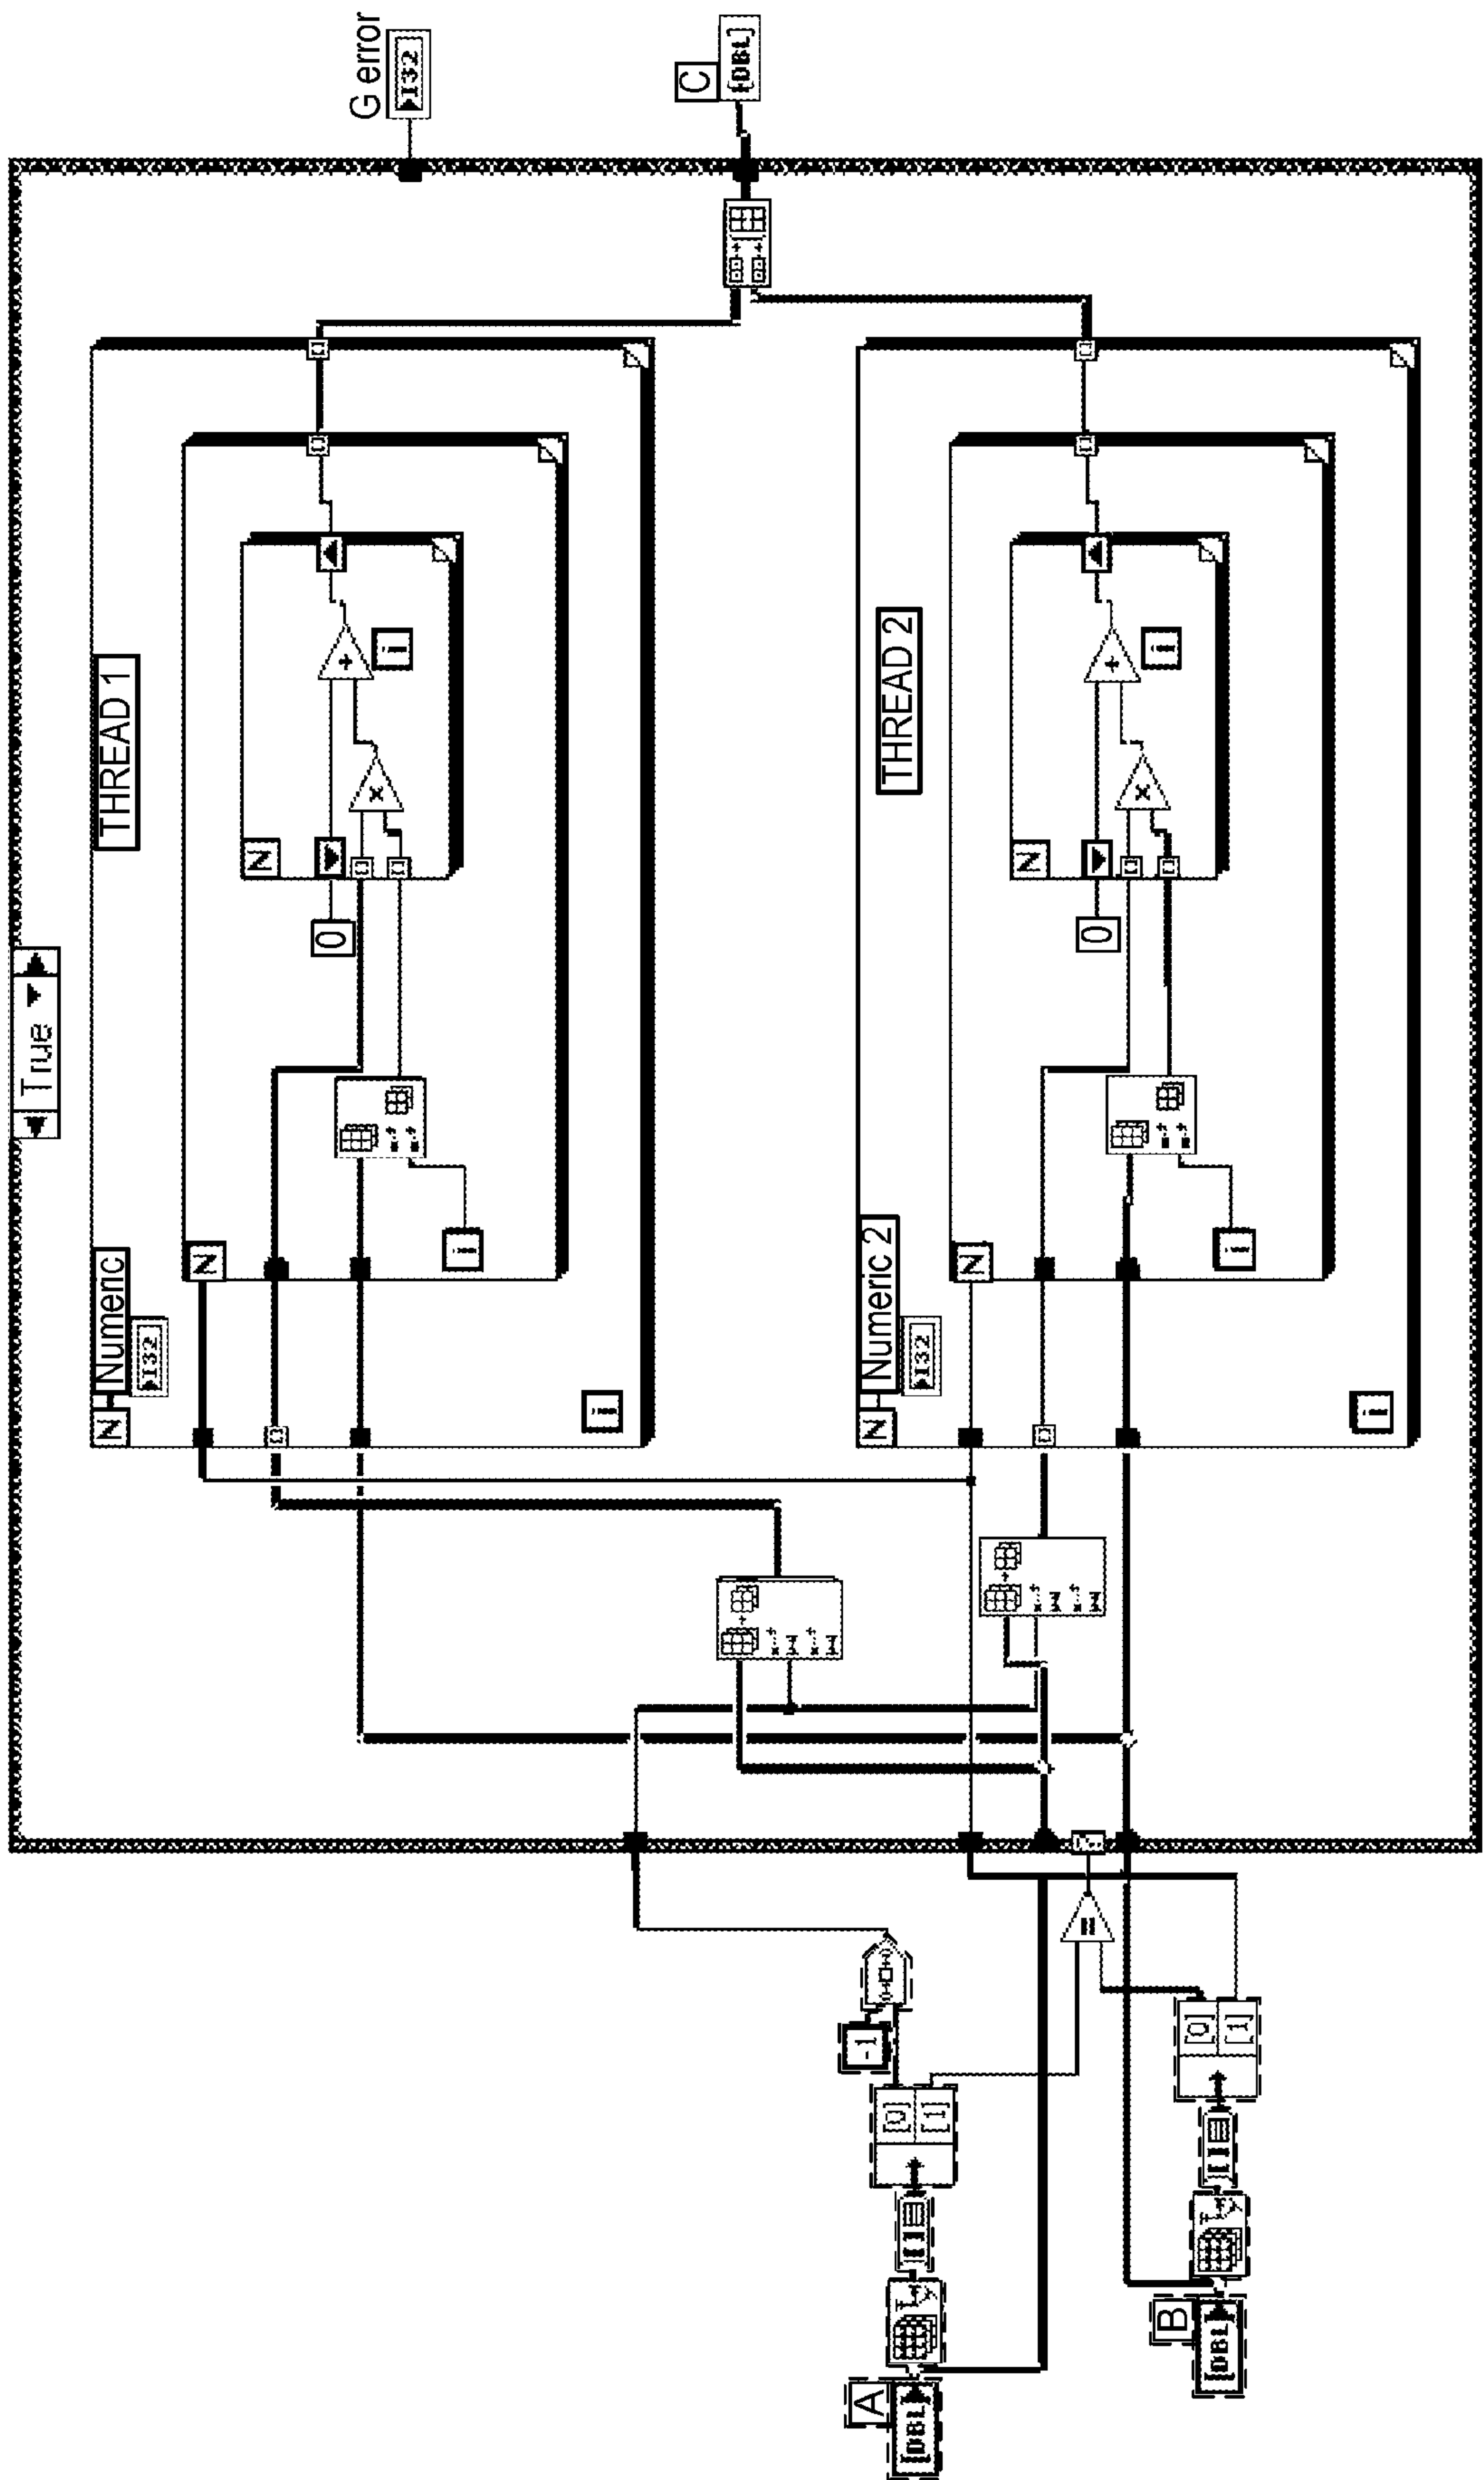 True
THREAD 1
Numeric
I32
N
N
N
0
×
+
i
i
i
THREAD 2
Numeric 2
I32
N
N
N
0
×
+
i
i
i
G error
I32
C
[DBL]
A
[DBL]
[0]
[1]
-1
=
B
[DBL]
[0]
[1]